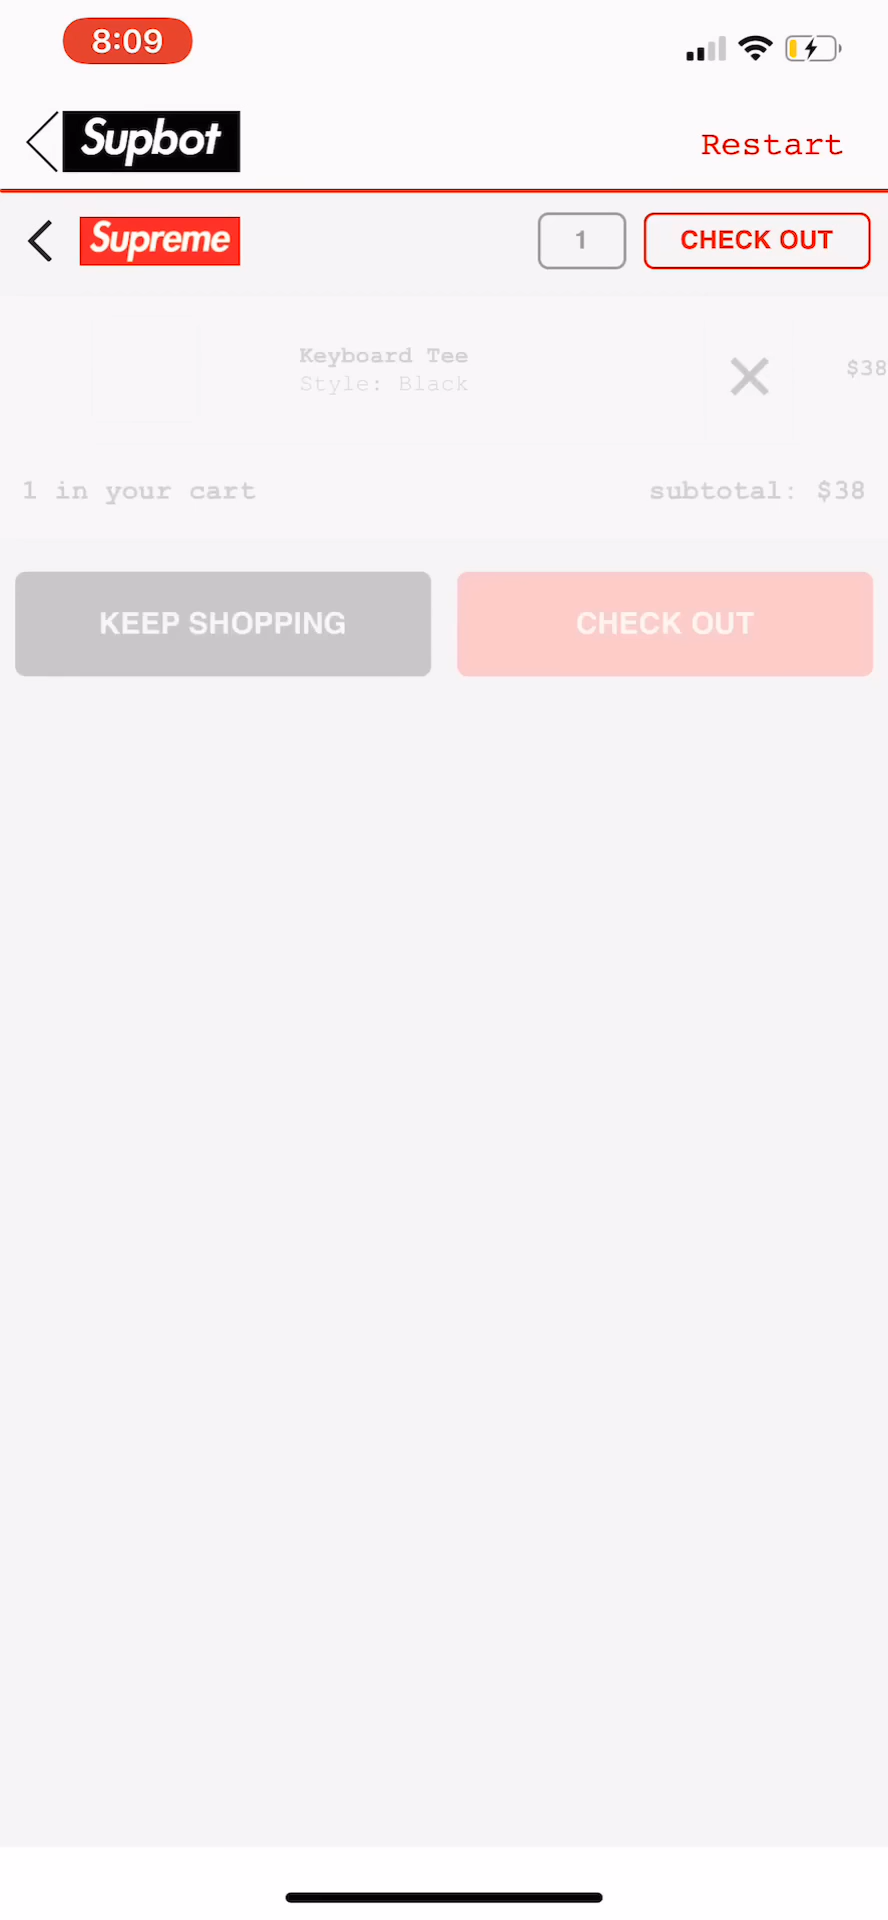 8:09
Supbot
Restart
Supreme
1
CHECK OUT
Keyboard Tee
Style: Black
$38
1 in your cart
subtotal: $38
KEEP SHOPPING
CHECK OUT